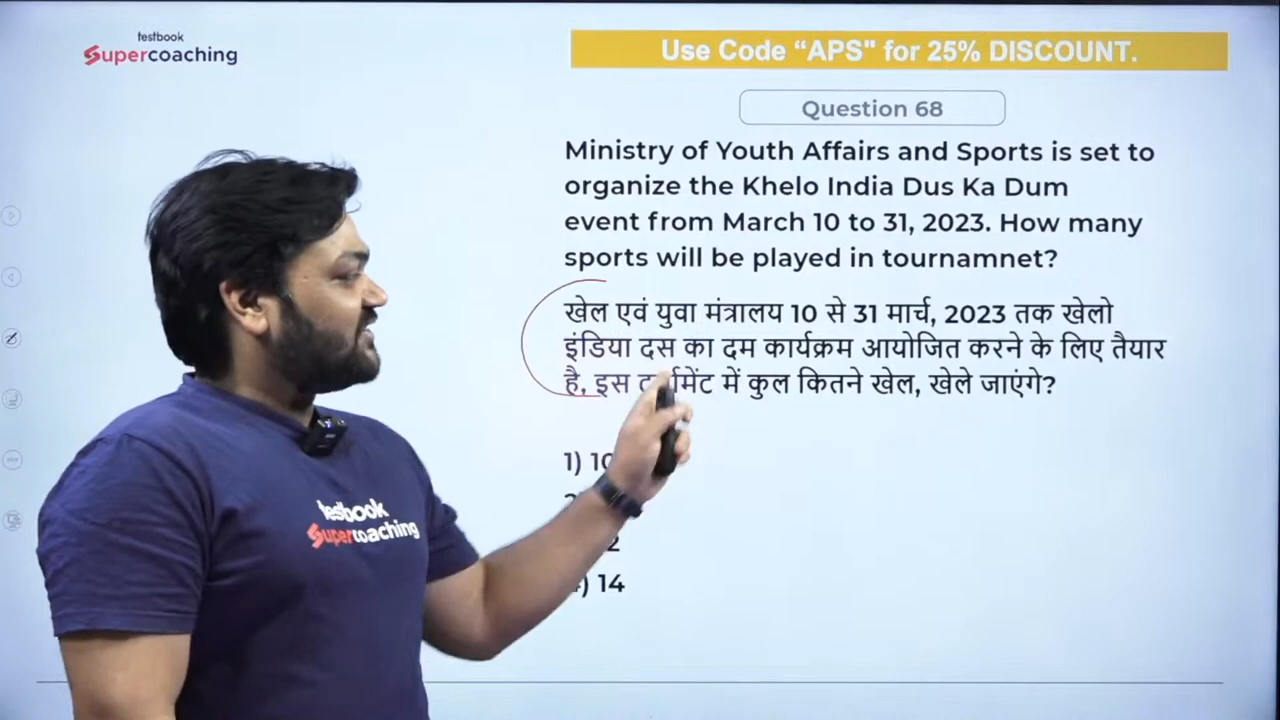 testbook
Supercoaching
Use Code “APS" for 25% DISCOUNT.
Question 68
Ministry of Youth Affairs and Sports is set to
organize the Khelo India Dus Ka Dum
event from March 10 to 31, 2023. How many
sports will be played in tournamnet?
खेल एवं युवा मंत्रालय 10 से 31 मार्च, 2023 तक खेलो
इंडिया दस का दम कार्यक्रम आयोजित करने के लिए तैयार
है, इस में कुल कितने खेल, खेले जाएंगे?
1) 10
4) 14
testbook
Supercoaching